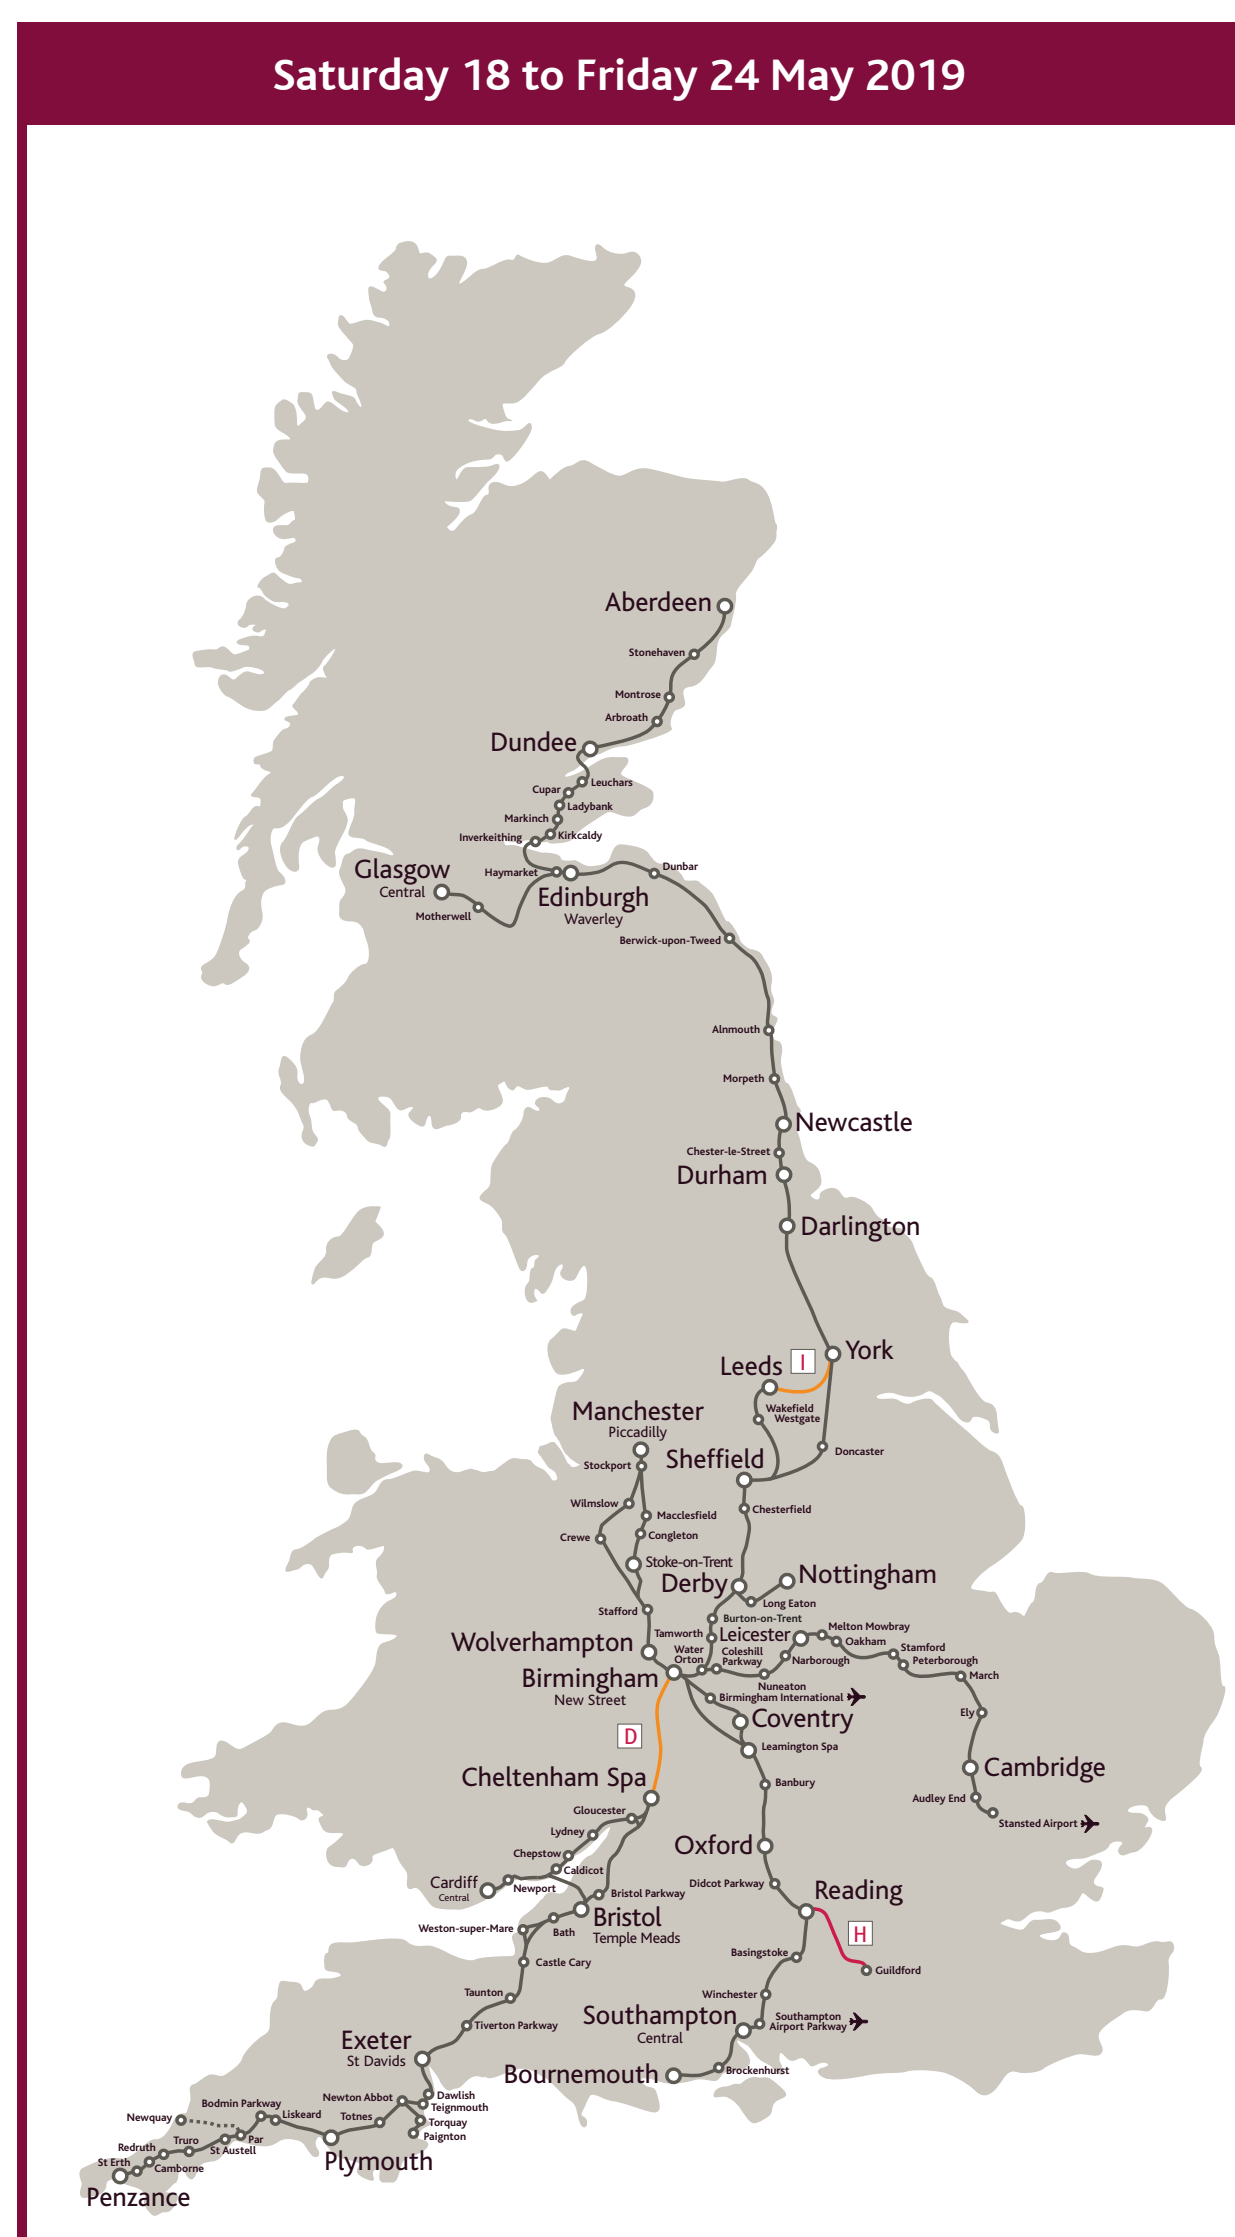 Saturday 18 to Friday 24 May 2019
Aberdeen
Stonehaven
Montrose
Arbroath
Dundee
Leuchars
Cupar
Ladybank
Markinch
Kirkcaldy
Inverkeithing
Glasgow
Central
Haymarket
Dunbar
Edinburgh
Waverley
Motherwell
Berwick-upon-Tweed
Alnmouth
Morpeth
Newcastle
Chester-le-Street
Durham
Darlington
York
I
Leeds
Wakefield
Westgate
Manchester
Piccadilly
Doncaster
Sheffield
Stockport
Wilmslow
Chesterfield
Macclesfield
Crewe
Congleton
Stoke-on-Trent
Nottingham
Derby
Long Eaton
Stafford
Burton-on-Trent
Melton Mowbray
Tamworth
Leicester
Oakham
Wolverhampton
Stamford
Water
Orton
Coleshill
Parkway
Narborough
Peterborough
Birmingham
New Street
March
Nuneaton
Birmingham International
Ely
Coventry
D
Leamington Spa
Cambridge
Cheltenham Spa
Banbury
Audley End
Gloucester
Stansted Airport
Lydney
Oxford
Chepstow
Caldicot
Cardiff
Central
Newport
Didcot Parkway
Reading
Bristol Parkway
Bristol
Temple Meads
Weston-super-Mare
Bath
H
Basingstoke
Castle Cary
Guildford
Taunton
Winchester
Southampton
Central
Southampton
Airport Parkway
Tiverton Parkway
Exeter
St Davids
Bournemouth
Brockenhurst
Dawlish
Newton Abbot
Teignmouth
Bodmin Parkway
Liskeard
Totnes
Newquay
Torquay
Paignton
Par
Truro
St Austell
Redruth
Plymouth
St Erth
Camborne
Penzance